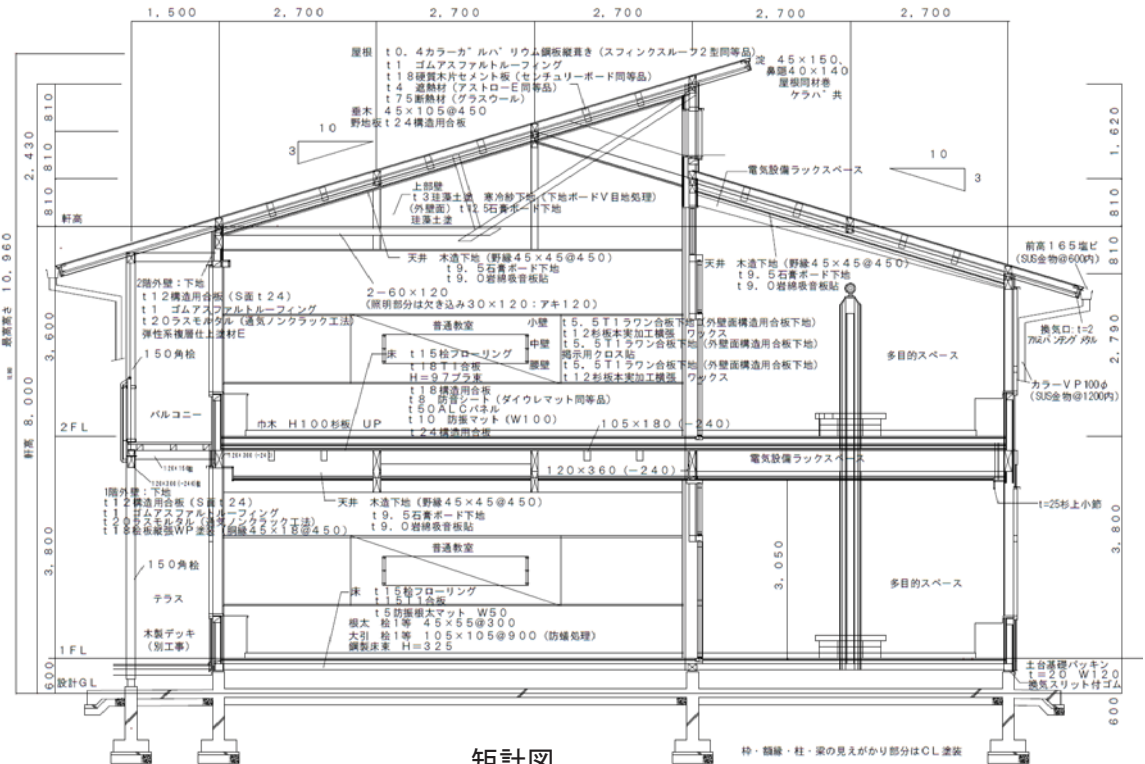 1,500
2,700
2,700
2,700
2,700
2,700
屋根 t0.4カラーガルバリウム鋼板縦葺き(スフィンクスルーフ2型同等品)
t1 ゴムアスファルトルーフィング
t18硬質木片セメント板(センチュリーボード同等品)
t4 遮熱材(アストローE同等品)
t75断熱材(グラスウール)
垂木 45×105@450
野地板t24構造用合板
淀 45×150、
鼻隠40×140
屋根同材巻
ケラバ共
10
3
10
3
810
810
810
2,430
1,620
810
810
軒高
最高高さ 10,960
軒高 8,000
3,600
3,800
600
2,790
3,800
600
電気設備ラックスペース
上部壁
t3珪藻土塗 寒冷紗下地(下地ボードV目地処理)
(外壁面)t12.5石膏ボード下地
珪藻土塗
天井 木造下地(野縁45×45@450)
t9.5石膏ボード下地
t9.0岩綿吸音板貼
天井 木造下地(野縁45×45@450)
t9.5石膏ボード下地
t9.0岩綿吸音板貼
前高165塩ビ
(SUS金物@600内)
2階外壁:下地
t12構造用合板(S面t24)
t1 ゴムアスファルトルーフィング
t20ラスモルタル(通気ノンクラック工法)
弾性系複層仕上塗材E
2-60×120
(照明部分は欠き込み30×120:アキ120)
150角桧
普通教室
小壁 t5.5T1ラワン合板下地(外壁面構造用合板下地)
t12杉板本実加工横張 ワックス
中壁 t5.5T1ラワン合板下地(外壁面構造用合板下地)
掲示用クロス貼
腰壁 t5.5T1ラワン合板下地(外壁面構造用合板下地)
t12杉板本実加工横張 ワックス
床 t15桧フローリング
t18T1合板
H=97プラ束
t18構造用合板
t8 防音シート(ダイウレマット同等品)
t50ALCパネル
t10 防振マット(W100)
t24構造用合板
多目的スペース
換気口:t=2
カラーVP100φ
(SUS金物@1200内)
バルコニー
巾木 H100杉板 UP
2FL
105×180(-240)
120×360(-240)
電気設備ラックスペース
1階外壁:下地
t12構造用合板(S面t24)
t1 ゴムアスファルトルーフィング
t20ラスモルタル(通気ノンクラック工法)
t18桧板縦張WP塗装(胴縁45×18@450)
天井 木造下地(野縁45×45@450)
t9.5石膏ボード下地
t9.0岩綿吸音板貼
t=25杉上小節
150角桧
普通教室
3,050
多目的スペース
テラス
床 t15桧フローリング
t15T1合板
t5防振根太マット W50
根太 桧1等 45×55@300
大引 桧1等 105×105@900(防蟻処理)
鋼製床束 H=325
木製デッキ
(別工事)
1FL
設計GL
土台基礎パッキン
t=20 W120
換気スリット付ゴム
矩計図
枠・額縁・柱・梁の見えがかり部分はCL塗装